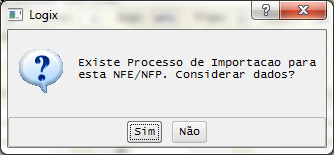 Logix
Existe Processo de Importacao para
esta NFE/NFP. Considerar dados?
Sim
Não